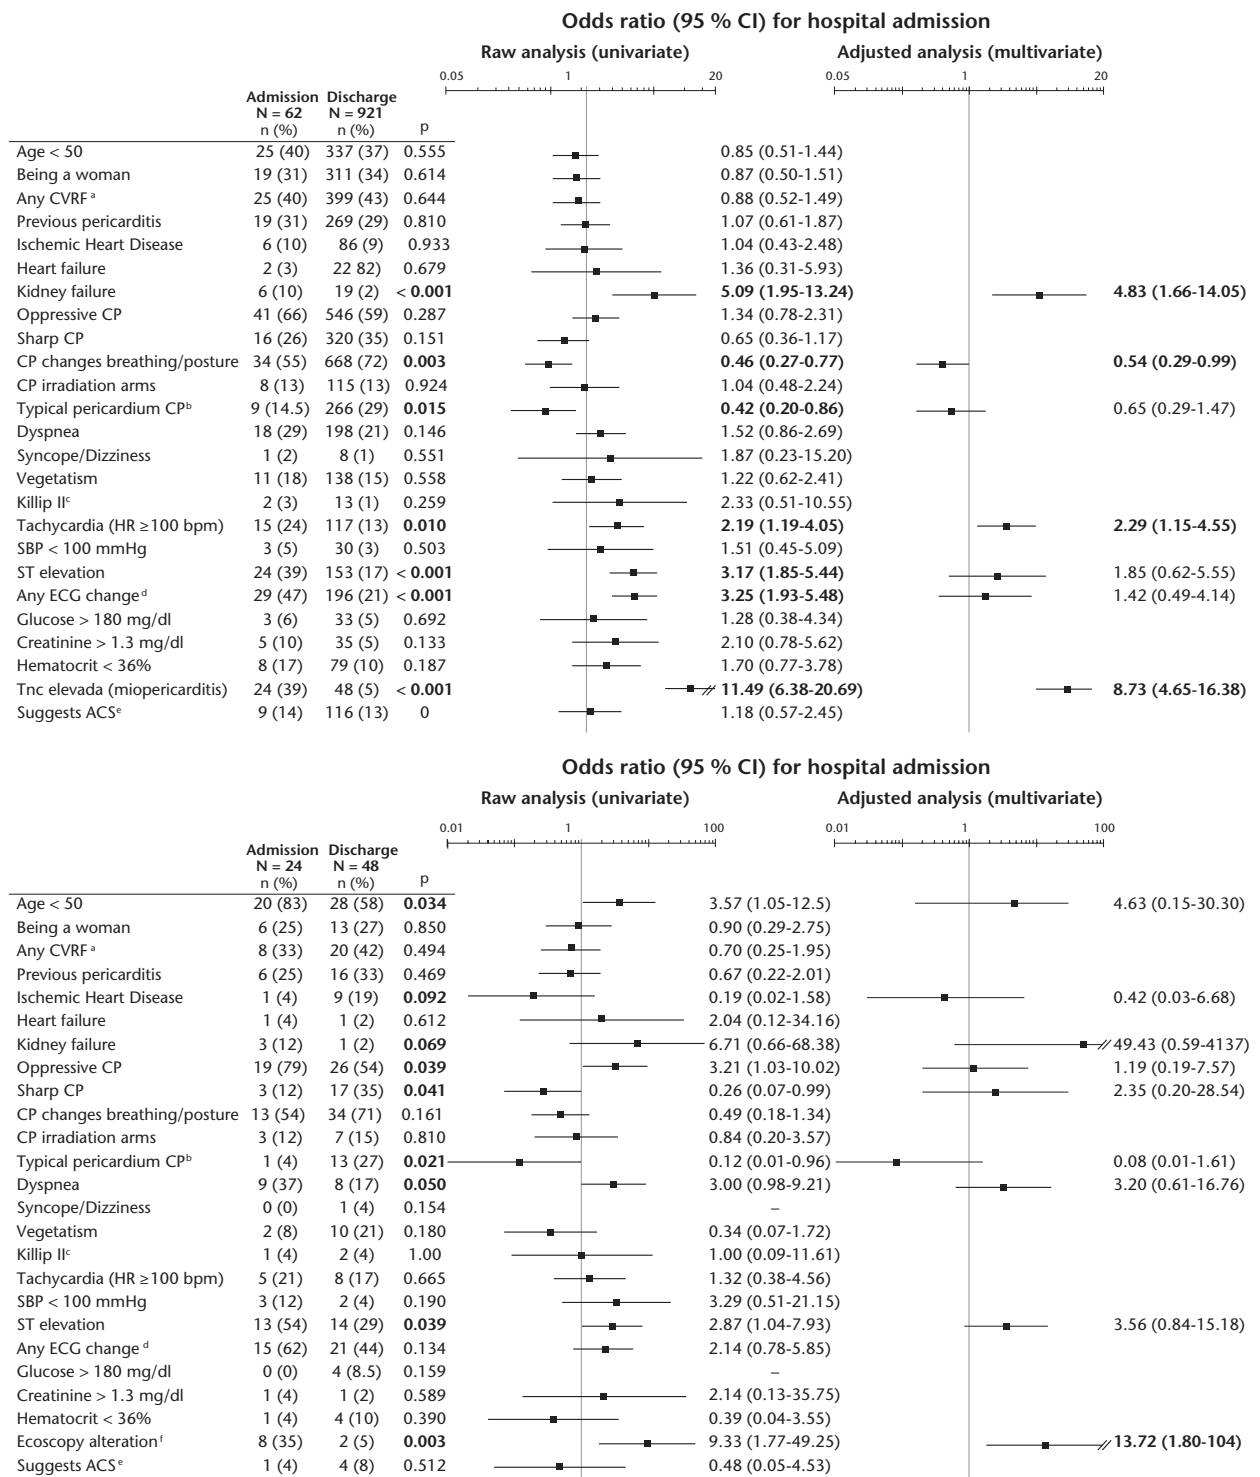 Odds ratio (95 % CI) for hospital admission
Raw analysis (univariate) Adjusted analysis (multivariate)
0.05 1 20 0.05 1 20
Admission Discharge
N = 62 N = 921
n (%) n (%) p
Age < 50 25 (40) 337 (37) 0.555 0.85 (0.51-1.44)
Being a woman 19 (31) 311 (34) 0.614 0.87 (0.50-1.51)
Any CVRF a 25 (40) 399 (43) 0.644 0.88 (0.52-1.49)
Previous pericarditis 19 (31) 269 (29) 0.810 1.07 (0.61-1.87)
Ischemic Heart Disease 6 (10) 86 (9) 0.933 1.04 (0.43-2.48)
Heart failure 2 (3) 22 82) 0.679 1.36 (0.31-5.93)
Kidney failure 6 (10) 19 (2) < 0.001 5.09 (1.95-13.24) 4.83 (1.66-14.05)
Oppressive CP 41 (66) 546 (59) 0.287 1.34 (0.78-2.31)
Sharp CP 16 (26) 320 (35) 0.151 0.65 (0.36-1.17)
CP changes breathing/posture 34 (55) 668 (72) 0.003 0.46 (0.27-0.77) 0.54 (0.29-0.99)
CP irradiation arms 8 (13) 115 (13) 0.924 1.04 (0.48-2.24)
Typical pericardium CPb 9 (14.5) 266 (29) 0.015 0.42 (0.20-0.86) 0.65 (0.29-1.47)
Dyspnea 18 (29) 198 (21) 0.146 1.52 (0.86-2.69)
Syncope/Dizziness 1 (2) 8 (1) 0.551 1.87 (0.23-15.20)
Vegetatism 11 (18) 138 (15) 0.558 1.22 (0.62-2.41)
Killip IIc 2 (3) 13 (1) 0.259 2.33 (0.51-10.55)
Tachycardia (HR ≥100 bpm) 15 (24) 117 (13) 0.010 2.19 (1.19-4.05) 2.29 (1.15-4.55)
SBP < 100 mmHg 3 (5) 30 (3) 0.503 1.51 (0.45-5.09)
ST elevation 24 (39) 153 (17) < 0.001 3.17 (1.85-5.44) 1.85 (0.62-5.55)
Any ECG change d 29 (47) 196 (21) < 0.001 3.25 (1.93-5.48) 1.42 (0.49-4.14)
Glucose > 180 mg/dl 3 (6) 33 (5) 0.692 1.28 (0.38-4.34)
Creatinine > 1.3 mg/dl 5 (10) 35 (5) 0.133 2.10 (0.78-5.62)
Hematocrit < 36% 8 (17) 79 (10) 0.187 1.70 (0.77-3.78)
Tnc elevada (miopericarditis) 24 (39) 48 (5) < 0.001 11.49 (6.38-20.69) 8.73 (4.65-16.38)
Suggests ACSe 9 (14) 116 (13) 0 1.18 (0.57-2.45)
Odds ratio (95 % CI) for hospital admission
Raw analysis (univariate) Adjusted analysis (multivariate)
0.01 1 100 0.01 1 100
Admission Discharge
N = 24 N = 48
n (%) n (%) p
Age < 50 20 (83) 28 (58) 0.034 3.57 (1.05-12.5) 4.63 (0.15-30.30)
Being a woman 6 (25) 13 (27) 0.850 0.90 (0.29-2.75)
Any CVRF a 8 (33) 20 (42) 0.494 0.70 (0.25-1.95)
Previous pericarditis 6 (25) 16 (33) 0.469 0.67 (0.22-2.01)
Ischemic Heart Disease 1 (4) 9 (19) 0.092 0.19 (0.02-1.58) 0.42 (0.03-6.68)
Heart failure 1 (4) 1 (2) 0.612 2.04 (0.12-34.16)
Kidney failure 3 (12) 1 (2) 0.069 6.71 (0.66-68.38) 49.43 (0.59-4137)
Oppressive CP 19 (79) 26 (54) 0.039 3.21 (1.03-10.02) 1.19 (0.19-7.57)
Sharp CP 3 (12) 17 (35) 0.041 0.26 (0.07-0.99) 2.35 (0.20-28.54)
CP changes breathing/posture 13 (54) 34 (71) 0.161 0.49 (0.18-1.34)
CP irradiation arms 3 (12) 7 (15) 0.810 0.84 (0.20-3.57)
Typical pericardium CPb 1 (4) 13 (27) 0.021 0.12 (0.01-0.96) 0.08 (0.01-1.61)
Dyspnea 9 (37) 8 (17) 0.050 3.00 (0.98-9.21) 3.20 (0.61-16.76)
Syncope/Dizziness 0 (0) 1 (4) 0.154 –
Vegetatism 2 (8) 10 (21) 0.180 0.34 (0.07-1.72)
Killip IIc 1 (4) 2 (4) 1.00 1.00 (0.09-11.61)
Tachycardia (HR ≥100 bpm) 5 (21) 8 (17) 0.665 1.32 (0.38-4.56)
SBP < 100 mmHg 3 (12) 2 (4) 0.190 3.29 (0.51-21.15)
ST elevation 13 (54) 14 (29) 0.039 2.87 (1.04-7.93) 3.56 (0.84-15.18)
Any ECG change d 15 (62) 21 (44) 0.134 2.14 (0.78-5.85)
Glucose > 180 mg/dl 0 (0) 4 (8.5) 0.159 –
Creatinine > 1.3 mg/dl 1 (4) 1 (2) 0.589 2.14 (0.13-35.75)
Hematocrit < 36% 1 (4) 4 (10) 0.390 0.39 (0.04-3.55)
Ecoscopy alteration f 8 (35) 2 (5) 0.003 9.33 (1.77-49.25) 13.72 (1.80-104)
Suggests ACS e 1 (4) 4 (8) 0.512 0.48 (0.05-4.53)